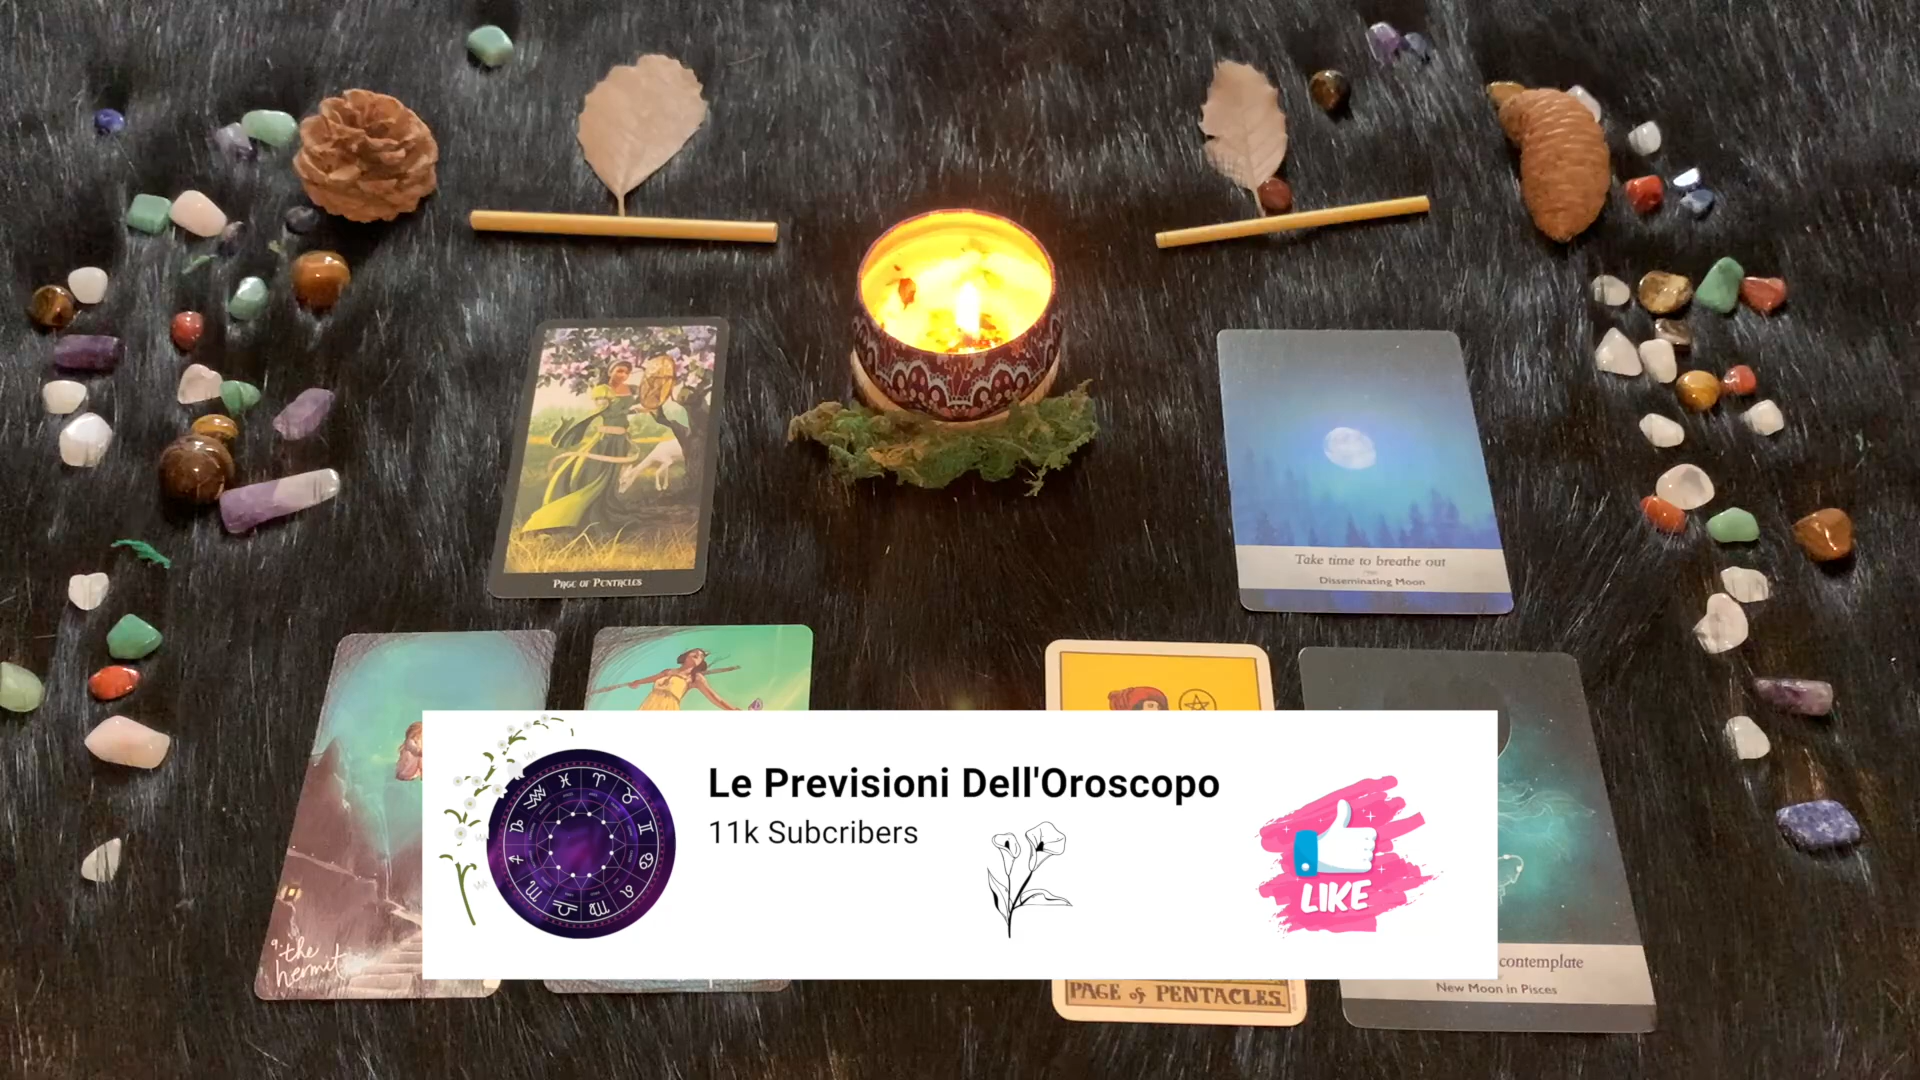 PAGE OF PENTACLES
Take time to breathe out
Disseminating Moon
Le Previsioni Dell'Oroscopo
11k Subcribers
LIKE
9. the
hermit
PAGE of PENTACLES.
contemplate
New Moon in Pisces